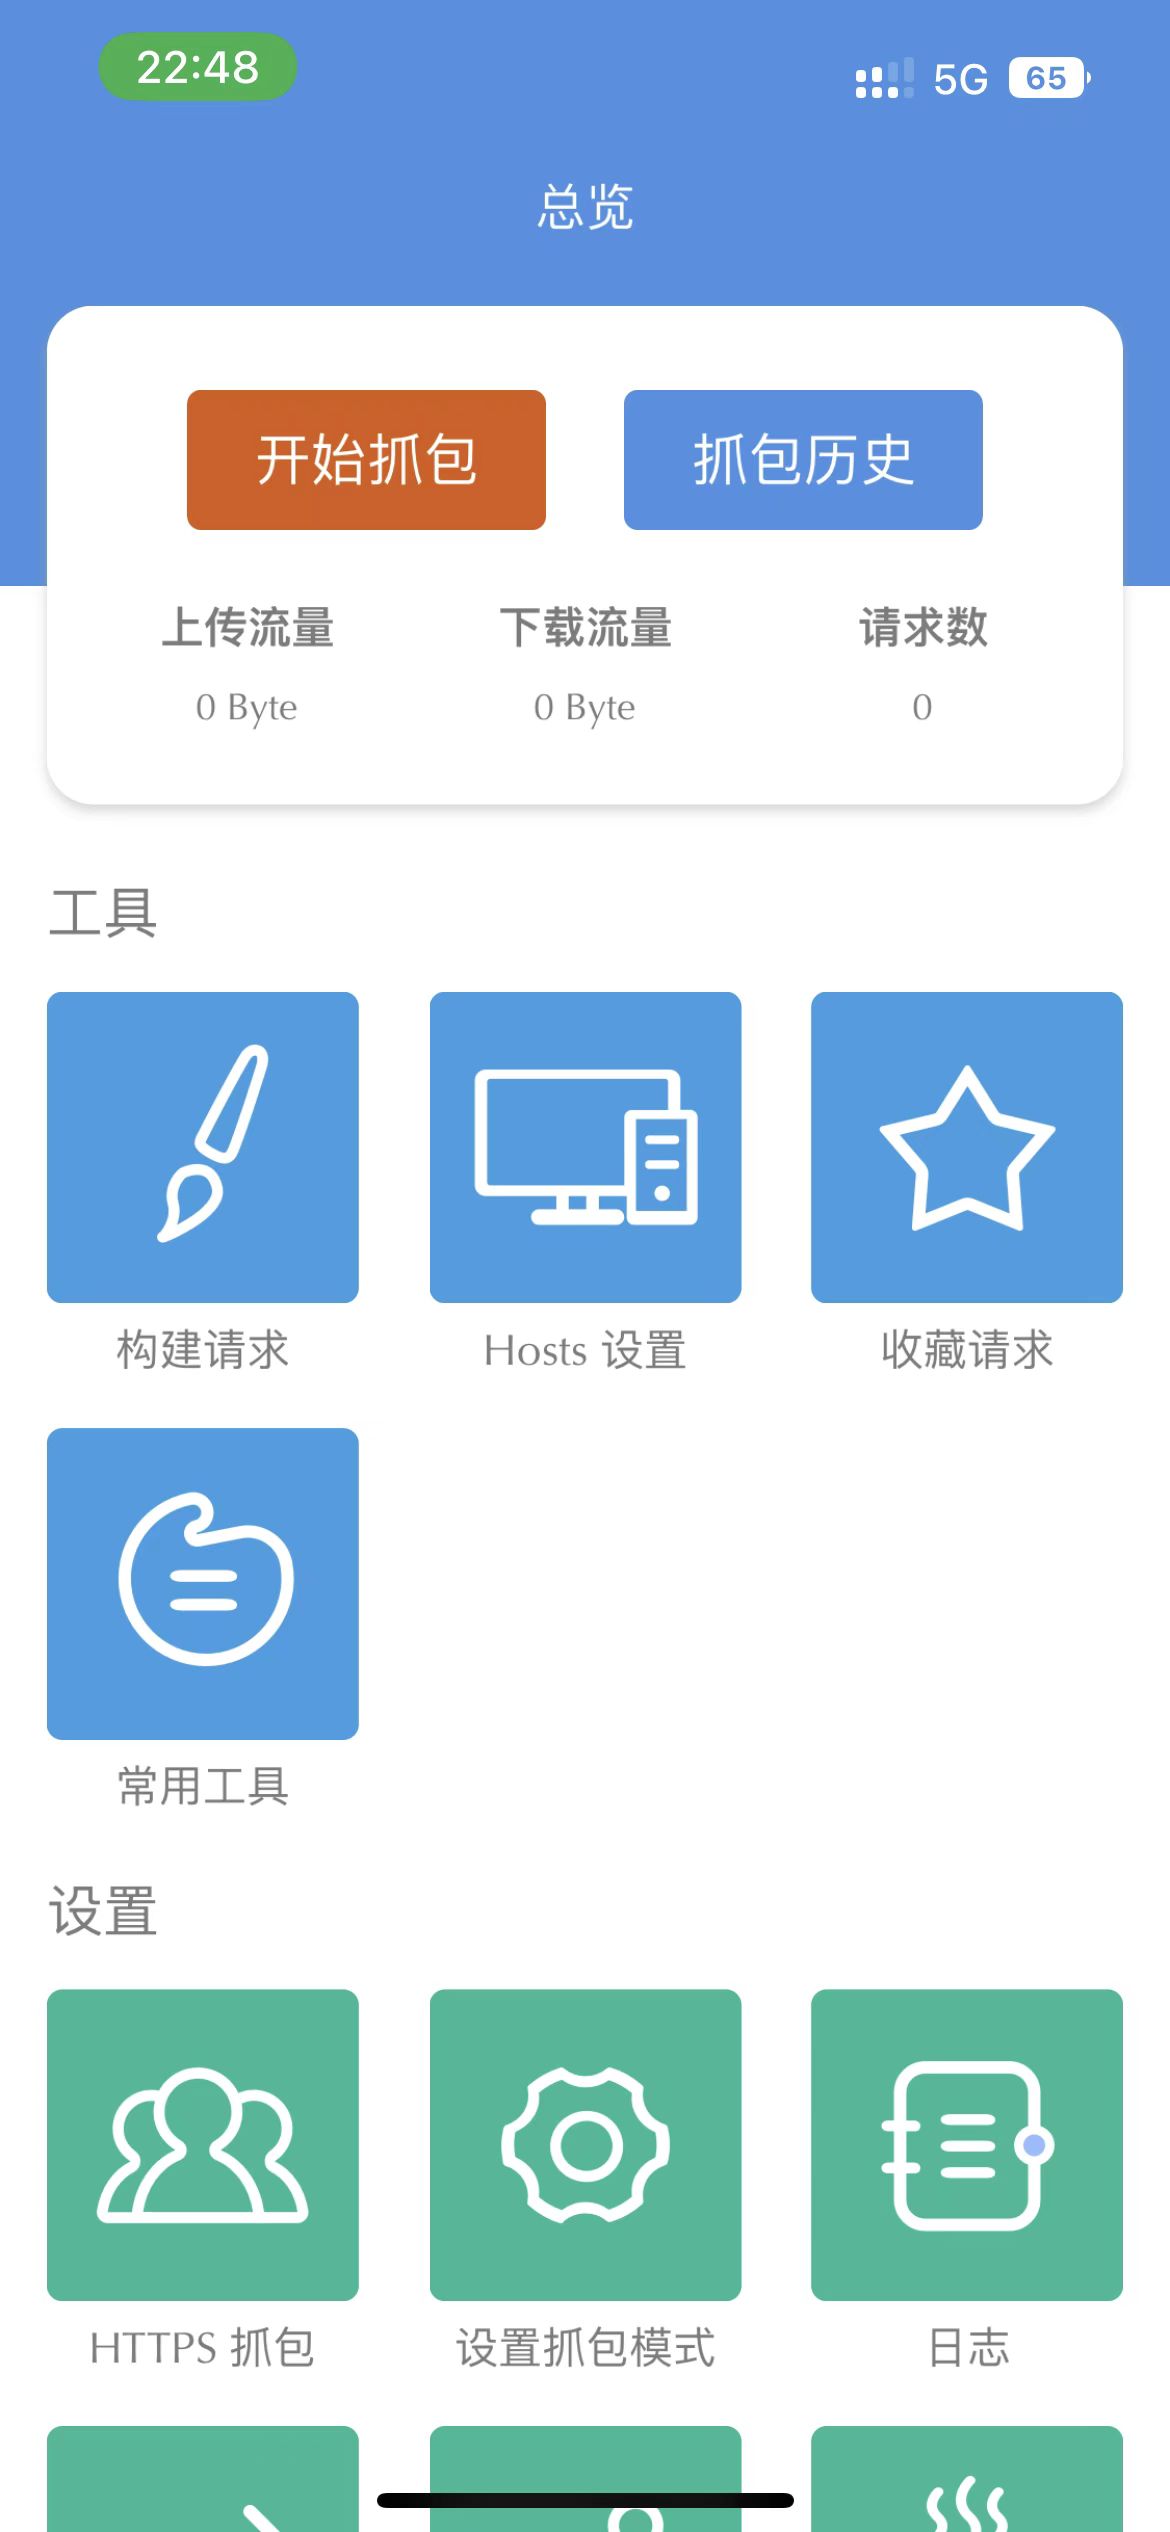 22:48
5G 65
总览
开始抓包 抓包历史
上传流量 下载流量 请求数
0 Byte 0 Byte 0
工具
构建请求 Hosts 设置 收藏请求
常用工具
设置
HTTPS 抓包 设置抓包模式 日志